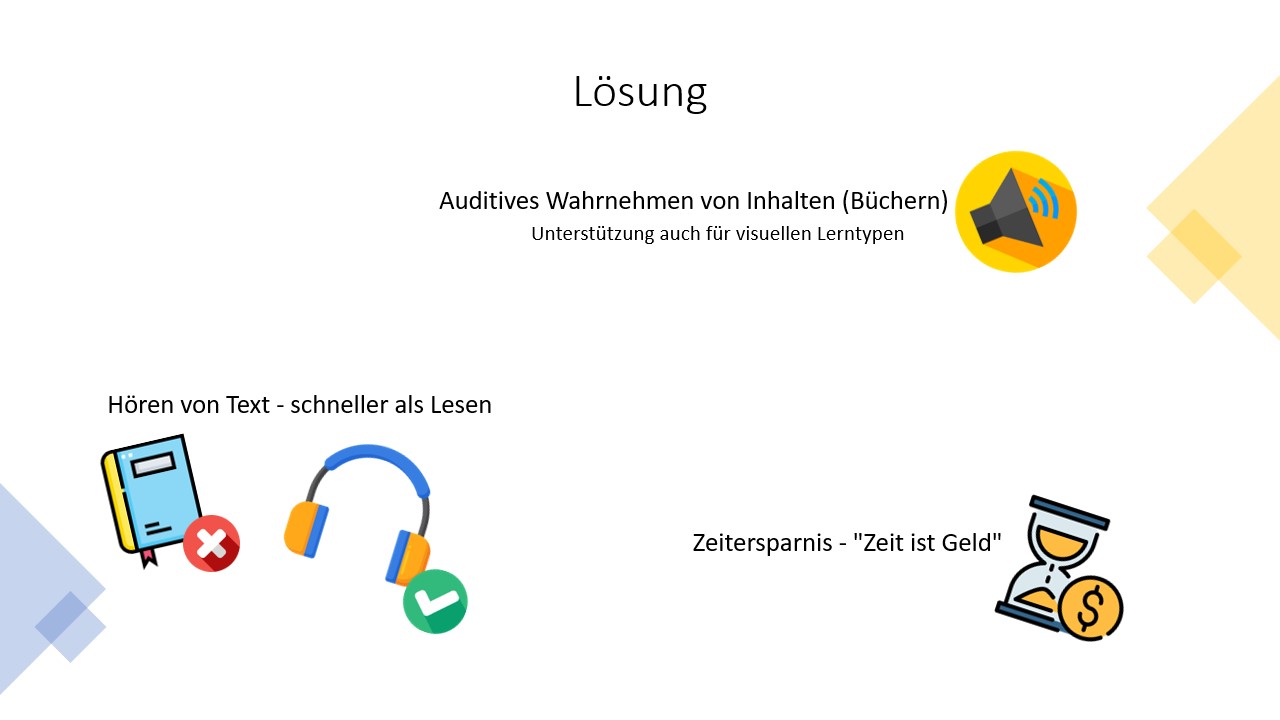 Lösung
Auditives Wahrnehmen von Inhalten (Büchern)
Unterstützung auch für visuellen Lerntypen
Hören von Text - schneller als Lesen
Zeitersparnis - "Zeit ist Geld"
$